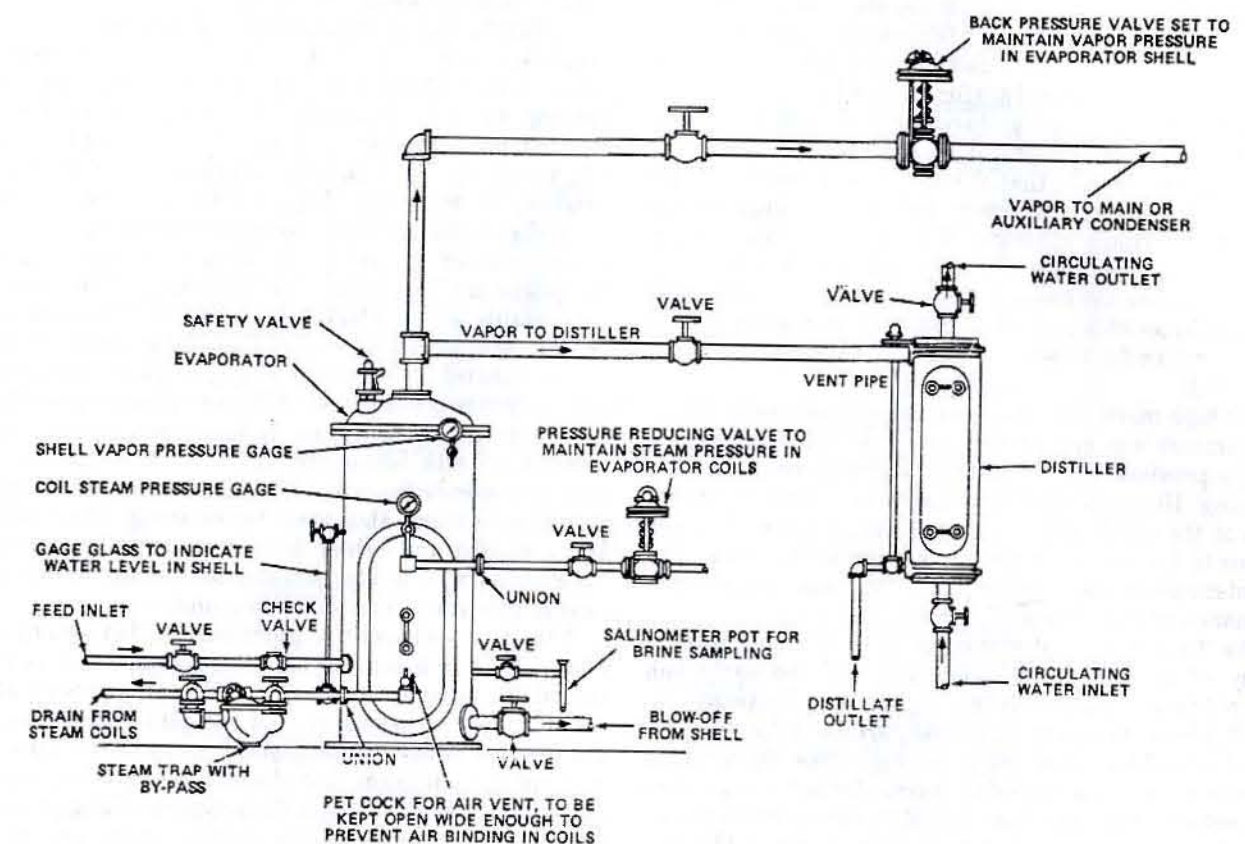 BACK PRESSURE VALVE SET TO
MAINTAIN VAPOR PRESSURE
IN EVAPORATOR SHELL
VAPOR TO MAIN OR
AUXILIARY CONDENSER
CIRCULATING
WATER OUTLET
VALVE
VALVE
SAFETY VALVE
VAPOR TO DISTILLER
EVAPORATOR
VENT PIPE
SHELL VAPOR PRESSURE GAGE
PRESSURE REDUCING VALVE TO
MAINTAIN STEAM PRESSURE IN
EVAPORATOR COILS
DISTILLER
COIL STEAM PRESSURE GAGE
VALVE
GAGE GLASS TO INDICATE
WATER LEVEL IN SHELL
UNION
FEED INLET
VALVE
CHECK
VALVE
VALVE
SALINOMETER POT FOR
BRINE SAMPLING
CIRCULATING
WATER INLET
DISTILLATE
OUTLET
DRAIN FROM
STEAM COILS
BLOW-OFF
FROM SHELL
STEAM TRAP WITH
BY-PASS
UNION
VALVE
PET COCK FOR AIR VENT, TO BE
KEPT OPEN WIDE ENOUGH TO
PREVENT AIR BINDING IN COILS